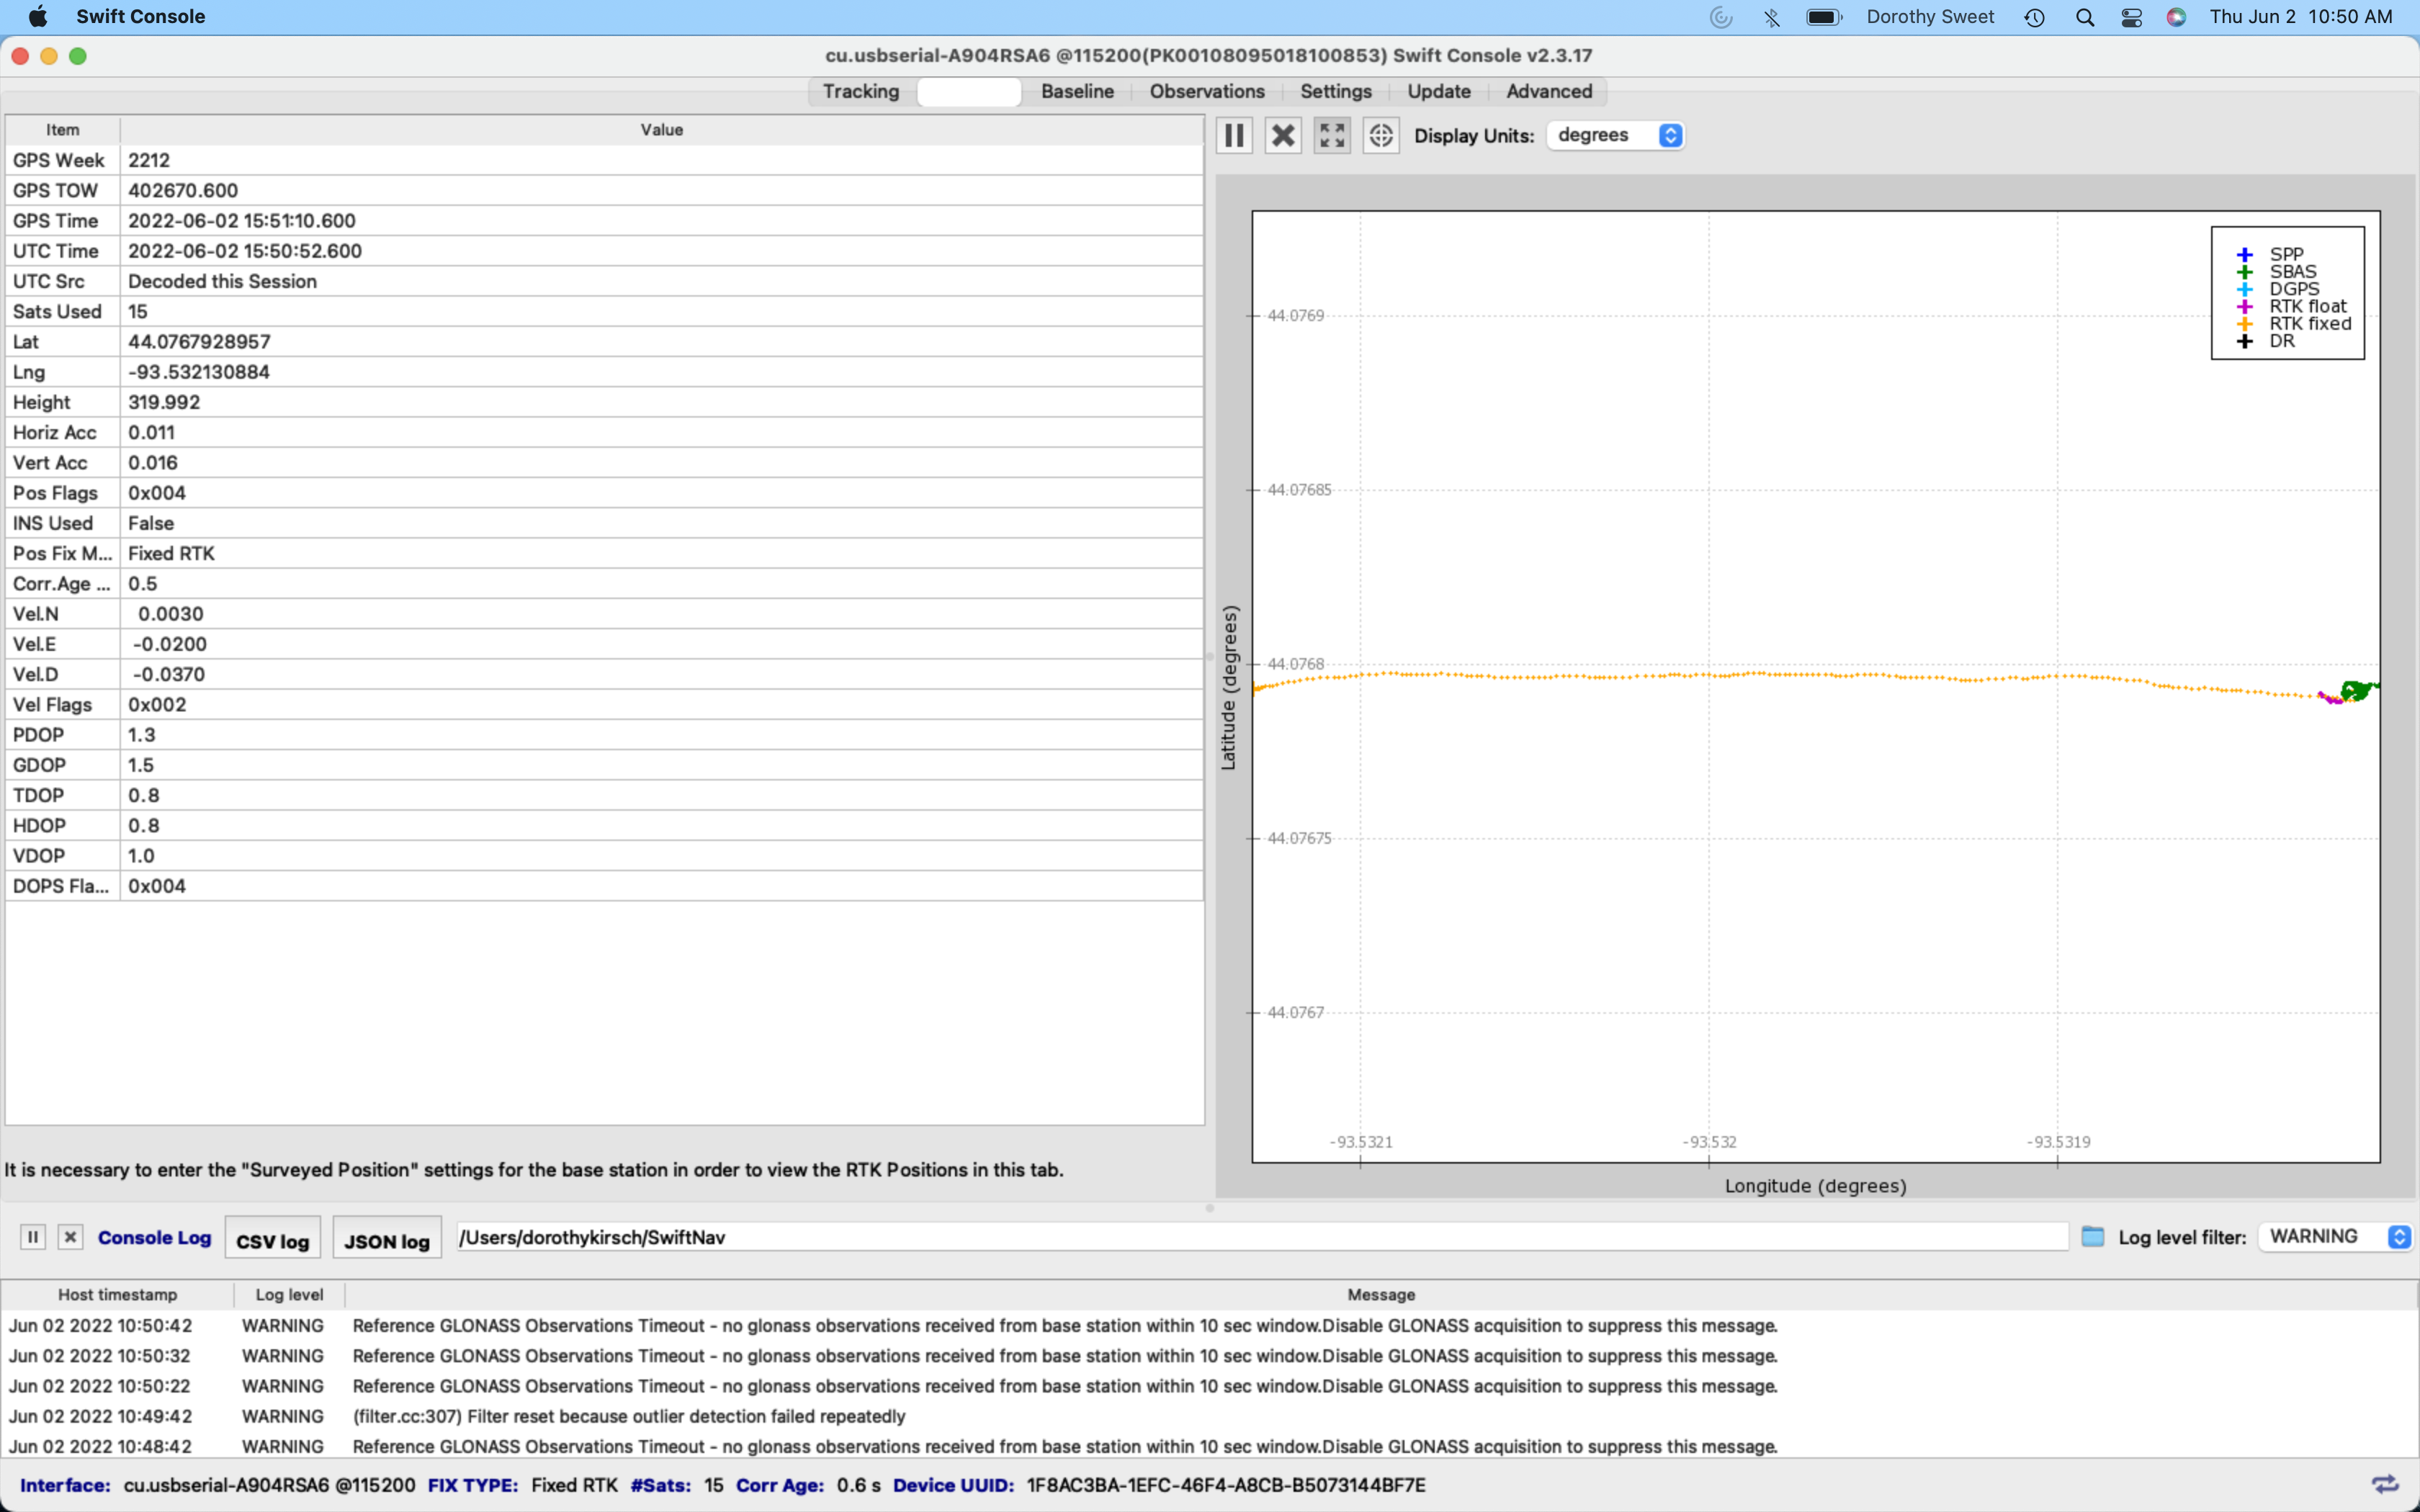 Swift Console
Dorothy Sweet
Thu Jun 2 10:50 AM
cu.usbserial-A904RSA6 @115200(PK00108095018100853) Swift Console v2.3.17
Tracking Baseline Observations Settings Update Advanced
Item Value
GPS Week 2212
GPS TOW 402670.600
GPS Time 2022-06-02 15:51:10.600
UTC Time 2022-06-02 15:50:52.600
UTC Src Decoded this Session
Sats Used 15
Lat 44.0767928957
Lng -93.532130884
Height 319.992
Horiz Acc 0.011
Vert Acc 0.016
Pos Flags 0x004
INS Used False
Pos Fix M... Fixed RTK
Corr.Age ... 0.5
Vel.N 0.0030
Vel.E -0.0200
Vel.D -0.0370
Vel Flags 0x002
PDOP 1.3
GDOP 1.5
TDOP 0.8
HDOP 0.8
VDOP 1.0
DOPS Fla... 0x004
It is necessary to enter the "Surveyed Position" settings for the base station in order to view the RTK Positions in this tab.
Display Units: degrees
SPP
SBAS
DGPS
RTK float
RTK fixed
DR
44.0769
44.07685
44.0768
44.07675
44.0767
Latitude (degrees)
-93.5321 -93.532 -93.5319
Longitude (degrees)
Console Log CSV log JSON log /Users/dorothykirsch/SwiftNav Log level filter: WARNING
Host timestamp Log level Message
Jun 02 2022 10:50:42 WARNING Reference GLONASS Observations Timeout - no glonass observations received from base station within 10 sec window.Disable GLONASS acquisition to suppress this message.
Jun 02 2022 10:50:32 WARNING Reference GLONASS Observations Timeout - no glonass observations received from base station within 10 sec window.Disable GLONASS acquisition to suppress this message.
Jun 02 2022 10:50:22 WARNING Reference GLONASS Observations Timeout - no glonass observations received from base station within 10 sec window.Disable GLONASS acquisition to suppress this message.
Jun 02 2022 10:49:42 WARNING (filter.cc:307) Filter reset because outlier detection failed repeatedly
Jun 02 2022 10:48:42 WARNING Reference GLONASS Observations Timeout - no glonass observations received from base station within 10 sec window.Disable GLONASS acquisition to suppress this message.
Interface: cu.usbserial-A904RSA6 @115200 FIX TYPE: Fixed RTK #Sats: 15 Corr Age: 0.6 s Device UUID: 1F8AC3BA-1EFC-46F4-A8CB-B5073144BF7E